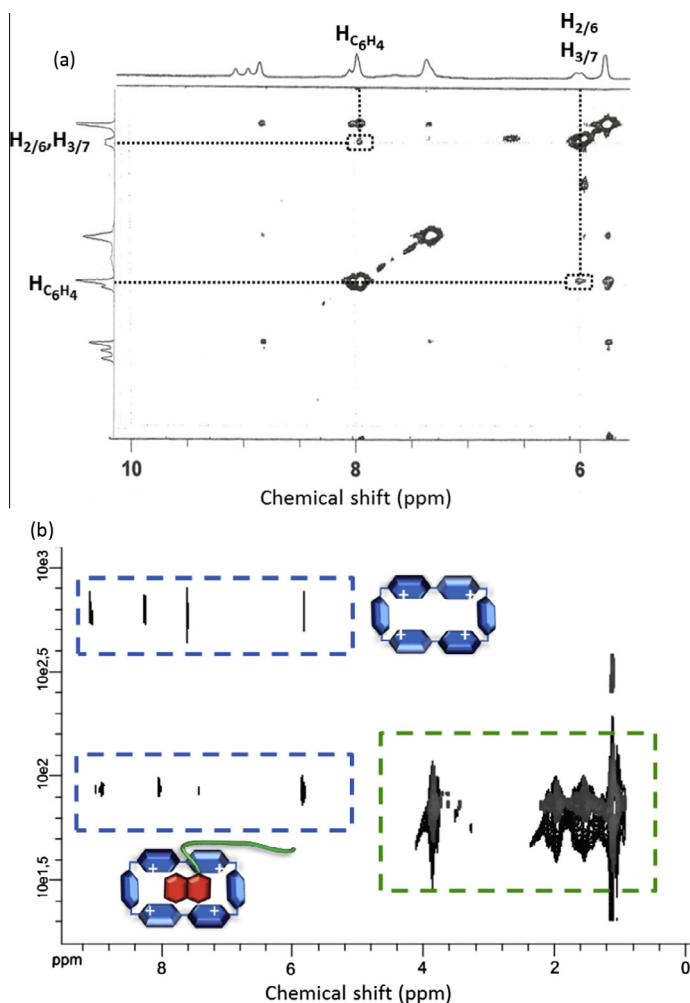 (a)
H_C6H4
H_2/6
H_3/7
H_2/6,H_3/7
H_C6H4
10 8 6
Chemical shift (ppm)
(b)
10e3
10e2,5
10e2
10e1,5
+ +
+ +
+ +
+ +
ppm 8 6 4 2 0
Chemical shift (ppm)